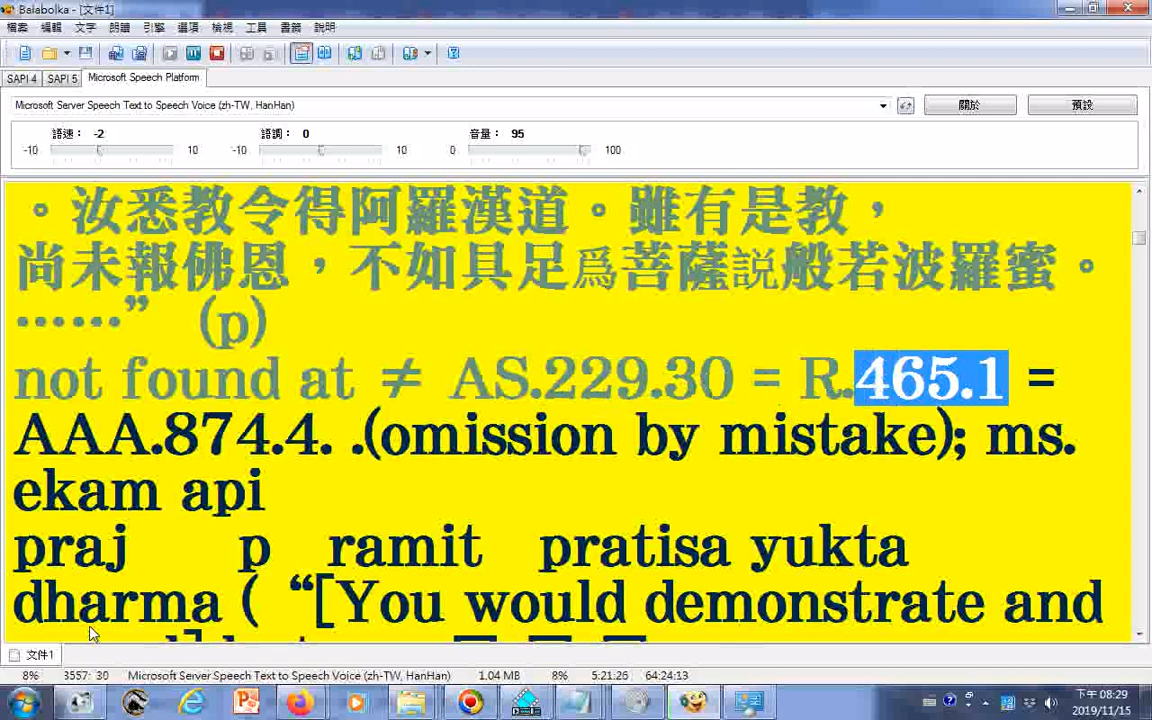 Balabolka - [文件1]
檔案 編輯 文字 朗讀 引擎 選項 檢視 工具 書籤 說明
SAPI 4 SAPI 5 Microsoft Speech Platform
Microsoft Server Speech Text to Speech Voice (zh-TW, HanHan) 關於 預設
語速： -2 語調： 0 音量： 95
-10 10 -10 10 0 100
。汝悉教令得阿羅漢道。雖有是教，
尚未報佛恩，不如具足爲菩薩説般若波羅蜜。
……” (p)
not found at ≠ AS.229.30 = R.465.1 =
AAA.874.4. .(omission by mistake); ms.
ekam api
praj p ramit pratisa yukta
dharma ( “[You would demonstrate and
文件1
8% 3557: 30 Microsoft Server Speech Text to Speech Voice (zh-TW, HanHan) 1.04 MB 8% 5:21:26 64:24:13
下午 08:29
2019/11/15